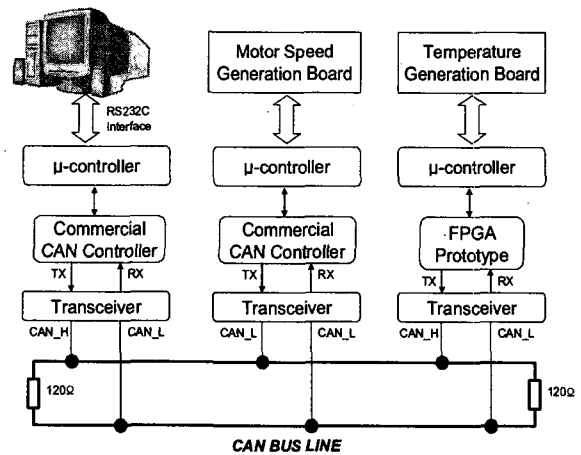 Motor Speed
Generation Board
Temperature
Generation Board
RS232C
Interface
µ-controller
µ-controller
µ-controller
Commercial
CAN Controller
Commercial
CAN Controller
FPGA
Prototype
TX
RX
TX
RX
TX
RX
Transceiver
Transceiver
Transceiver
CAN_H
CAN_L
CAN_L
CAN_L
CAN_H
CAN_L
120Ω
120Ω
CAN BUS LINE